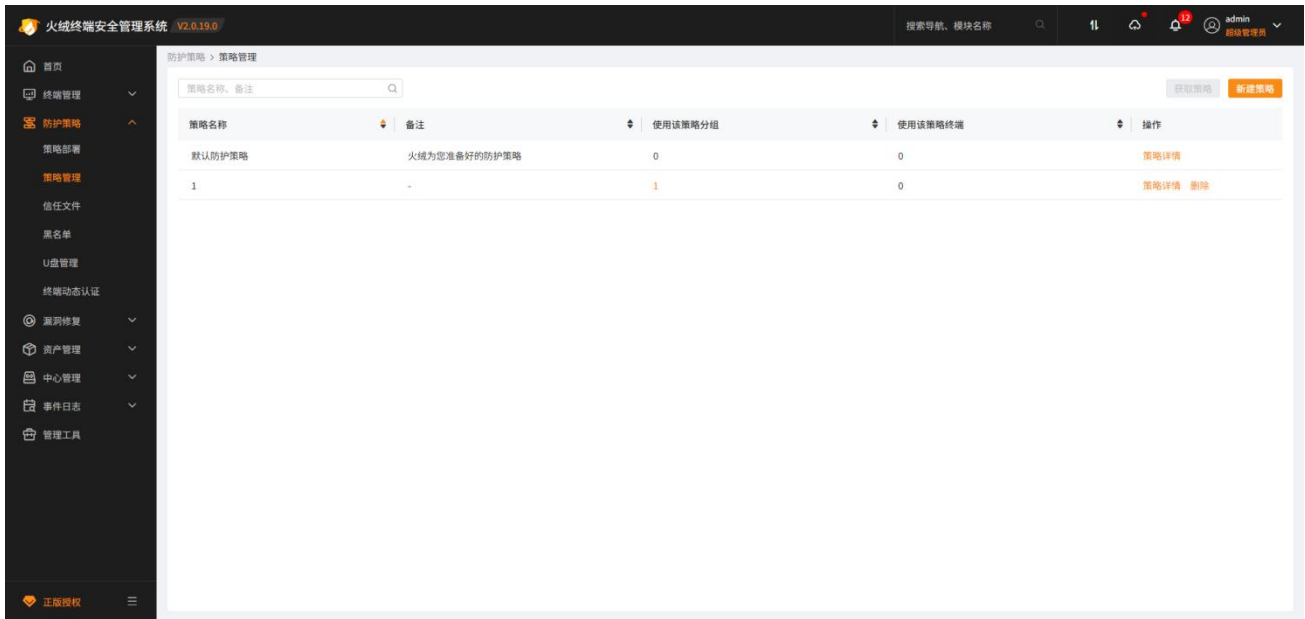 火绒终端安全管理系统 V2.0.19.0 搜索导航、模块名称 12 admin
超级管理员
首页
终端管理
防护策略
策略部署
策略管理
信任文件
黑名单
U盘管理
终端动态认证
漏洞修复
资产管理
中心管理
事件日志
管理工具
正版授权
防护策略 > 策略管理
策略名称、备注 获取策略 新建策略
策略名称 备注 使用该策略分组 使用该策略终端 操作
默认防护策略 火绒为您准备好的防护策略 0 0 策略详情
1 - 1 0 策略详情 删除